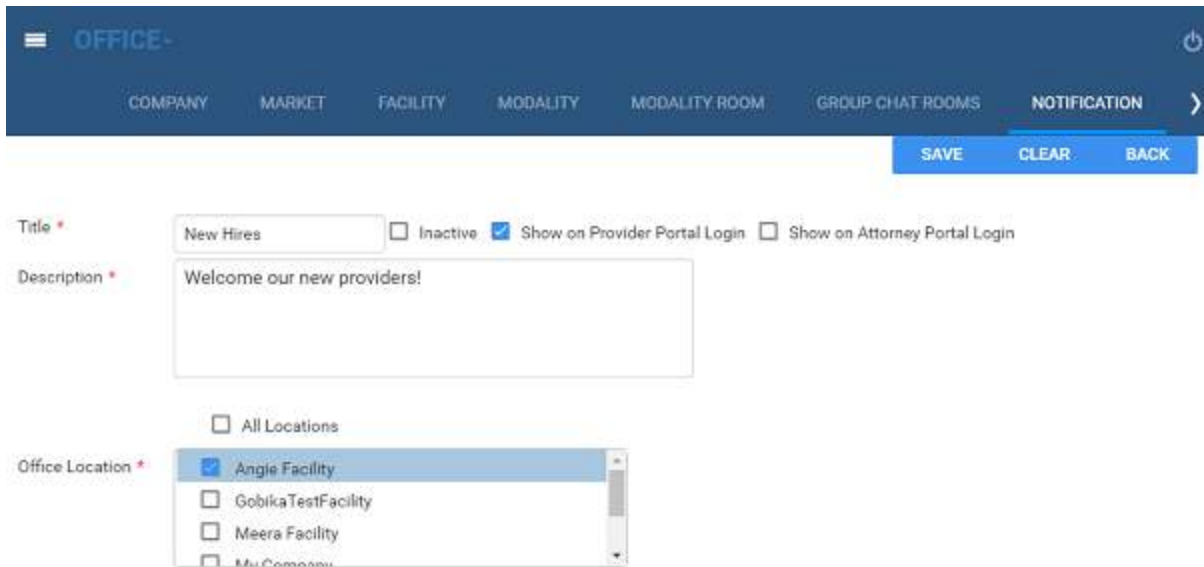 OFFICE-
COMPANY MARKET FACILITY MODALITY MODALITY ROOM GROUP CHAT ROOMS NOTIFICATION
SAVE CLEAR BACK
Title * New Hires Inactive Show on Provider Portal Login Show on Attorney Portal Login
Description * Welcome our new providers!
All Locations
Office Location * Angie Facility
GobikaTestFacility
Meera Facility
My Company